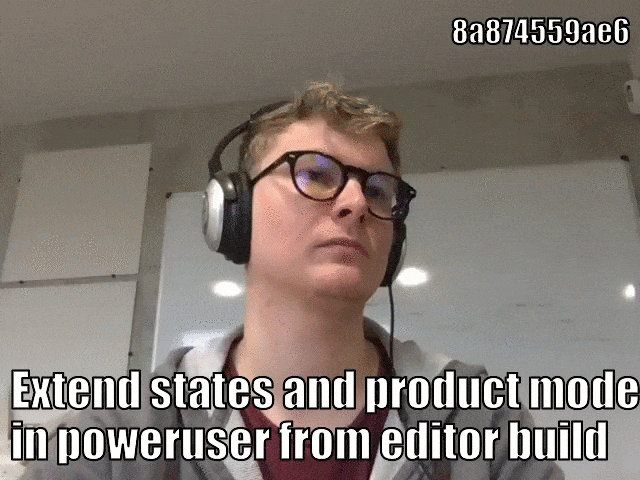 8a874559ae6
Extend states and product mode
in poweruser from editor build